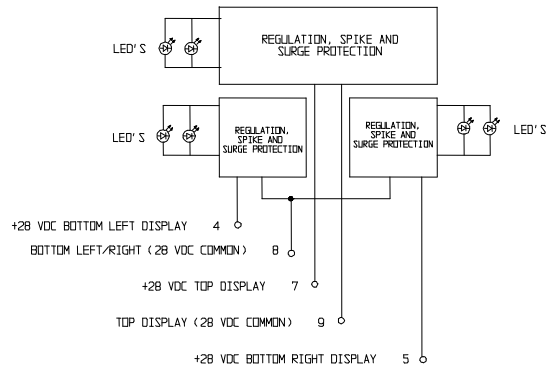 REGULATION, SPIKE AND
SURGE PROTECTION
LED'S
REGULATION,
SPIKE AND
SURGE PROTECTION
LED'S
REGULATION,
SPIKE AND
SURGE PROTECTION
LED'S
+28 VDC BOTTOM LEFT DISPLAY 4
BOTTOM LEFT/RIGHT (28 VDC COMMON) 8
+28 VDC TOP DISPLAY 7
TOP DISPLAY (28 VDC COMMON) 9
+28 VDC BOTTOM RIGHT DISPLAY 5